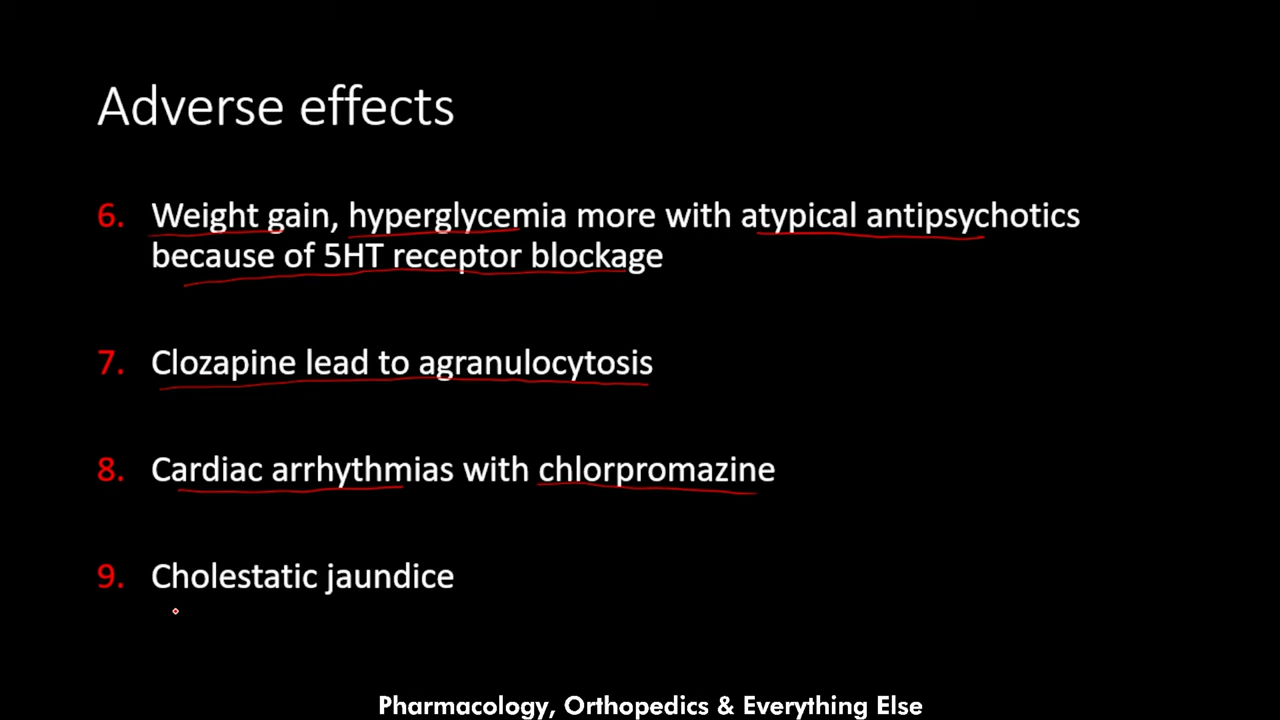 Adverse effects
6. Weight gain, hyperglycemia more with atypical antipsychotics
because of 5HT receptor blockage
7. Clozapine lead to agranulocytosis
8. Cardiac arrhythmias with chlorpromazine
9. Cholestatic jaundice
Pharmacology, Orthopedics & Everything Else